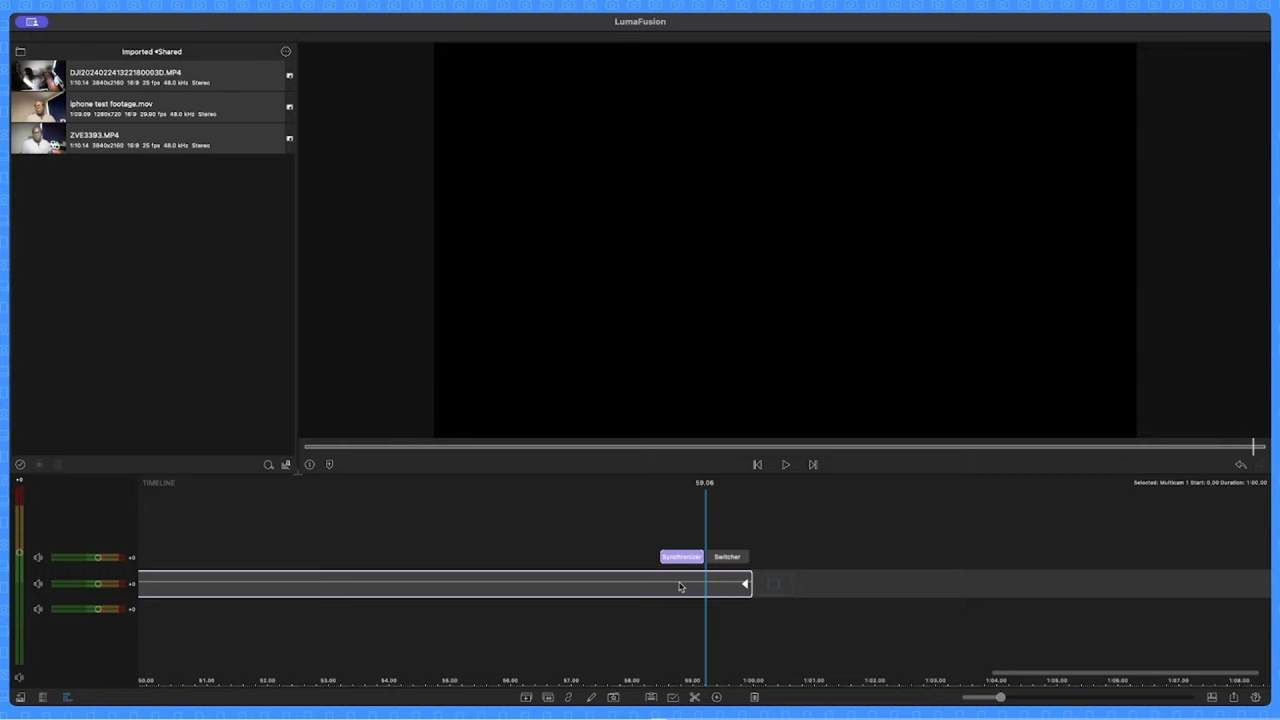 LumaFusion
Imported <Shared
DJI20240224132218​0003D.MP4
1:10.14 3840x2160 16:9 25 fps 48.0 kHz Stereo
iphone test footage.mov
1:09.09 1280x720 16:9 29.90 fps 48.0 kHz Stereo
ZVE3393.MP4
1:10.14 3840x2160 16:9 25 fps 48.0 kHz Stereo
+0
TIMELINE
59.06
Selected: Multicam 1 Start: 0.00 Duration: 1:00.00
+0
Synchronizer Switcher
+0
+0
50.00 51.00 52.00 53.00 54.00 55.00 56.00 57.00 58.00 59.00 1:00.00 1:01.00 1:02.00 1:03.00 1:04.00 1:05.00 1:06.00 1:07.00 1:08.00